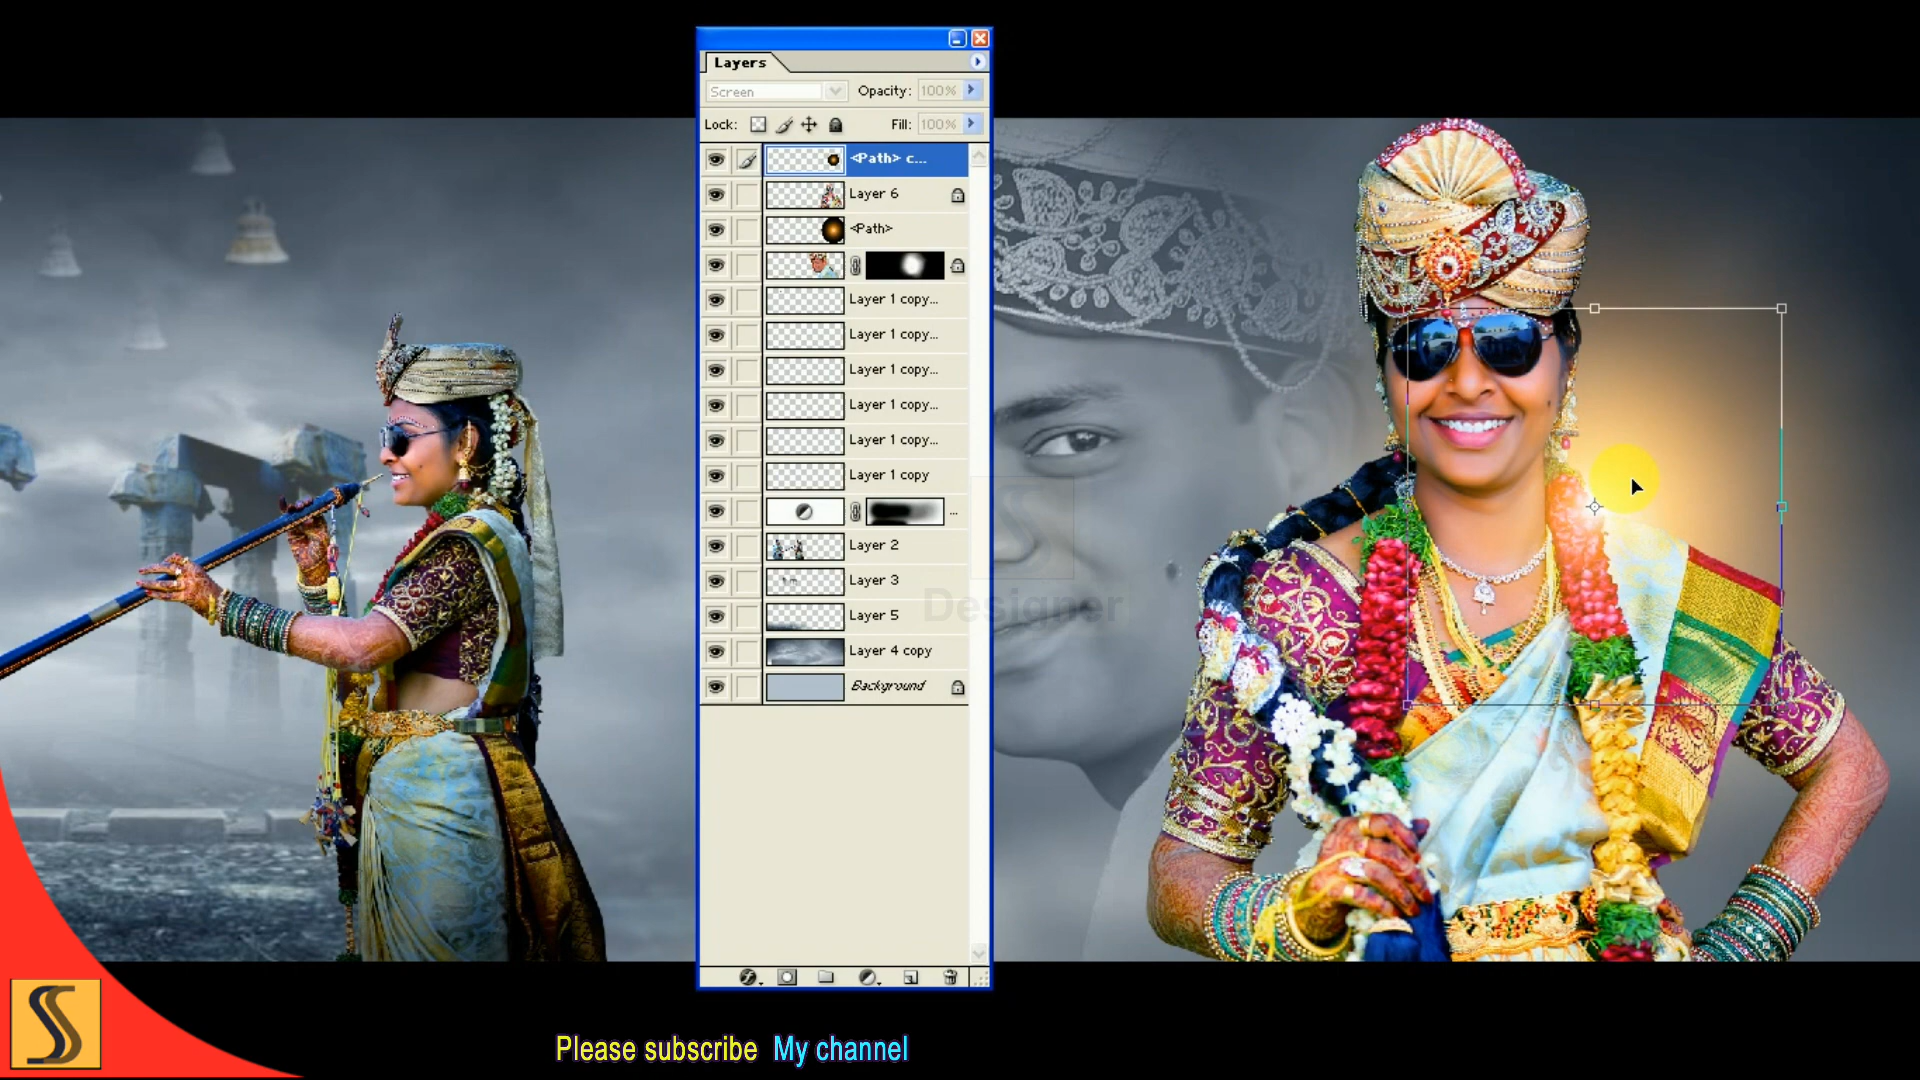 Layers
Screen
Opacity: 100%
Lock:
Fill: 100%
<Path> c...
Layer 6
<Path>
Layer 1 copy...
Layer 1 copy...
Layer 1 copy...
Layer 1 copy...
Layer 1 copy...
Layer 1 copy
...
Layer 2
Layer 3
Layer 5
Layer 4 copy
Background
Designer
Please subscribe My channel